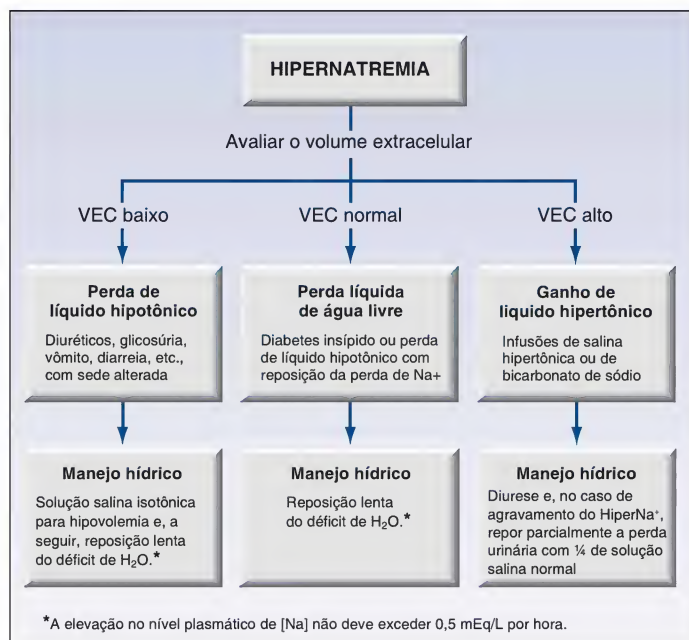 HIPERNATREMIA
Avaliar o volume extracelular
VEC baixo
VEC normal
VEC alto
Perda de
líquido hipotônico
Diuréticos, glicosúria,
vômito, diarreia, etc.,
com sede alterada
Perda líquida
de água livre
Diabetes insípido ou perda
de líquido hipotônico com
reposição da perda de Na+
Ganho de
liquido hipertônico
Infusões de salina
hipertônica ou de
bicarbonato de sódio
Manejo hídrico
Solução salina isotônica
para hipovolemia e, a
seguir, reposição lenta
do déficit de H₂O.*
Manejo hídrico
Reposição lenta
do déficit de H₂O.*
Manejo hídrico
Diurese e, no caso de
agravamento do HiperNa⁺,
repor parcialmente a perda
urinária com ¼ de solução
salina normal
*A elevação no nível plasmático de [Na] não deve exceder 0,5 mEq/L por hora.